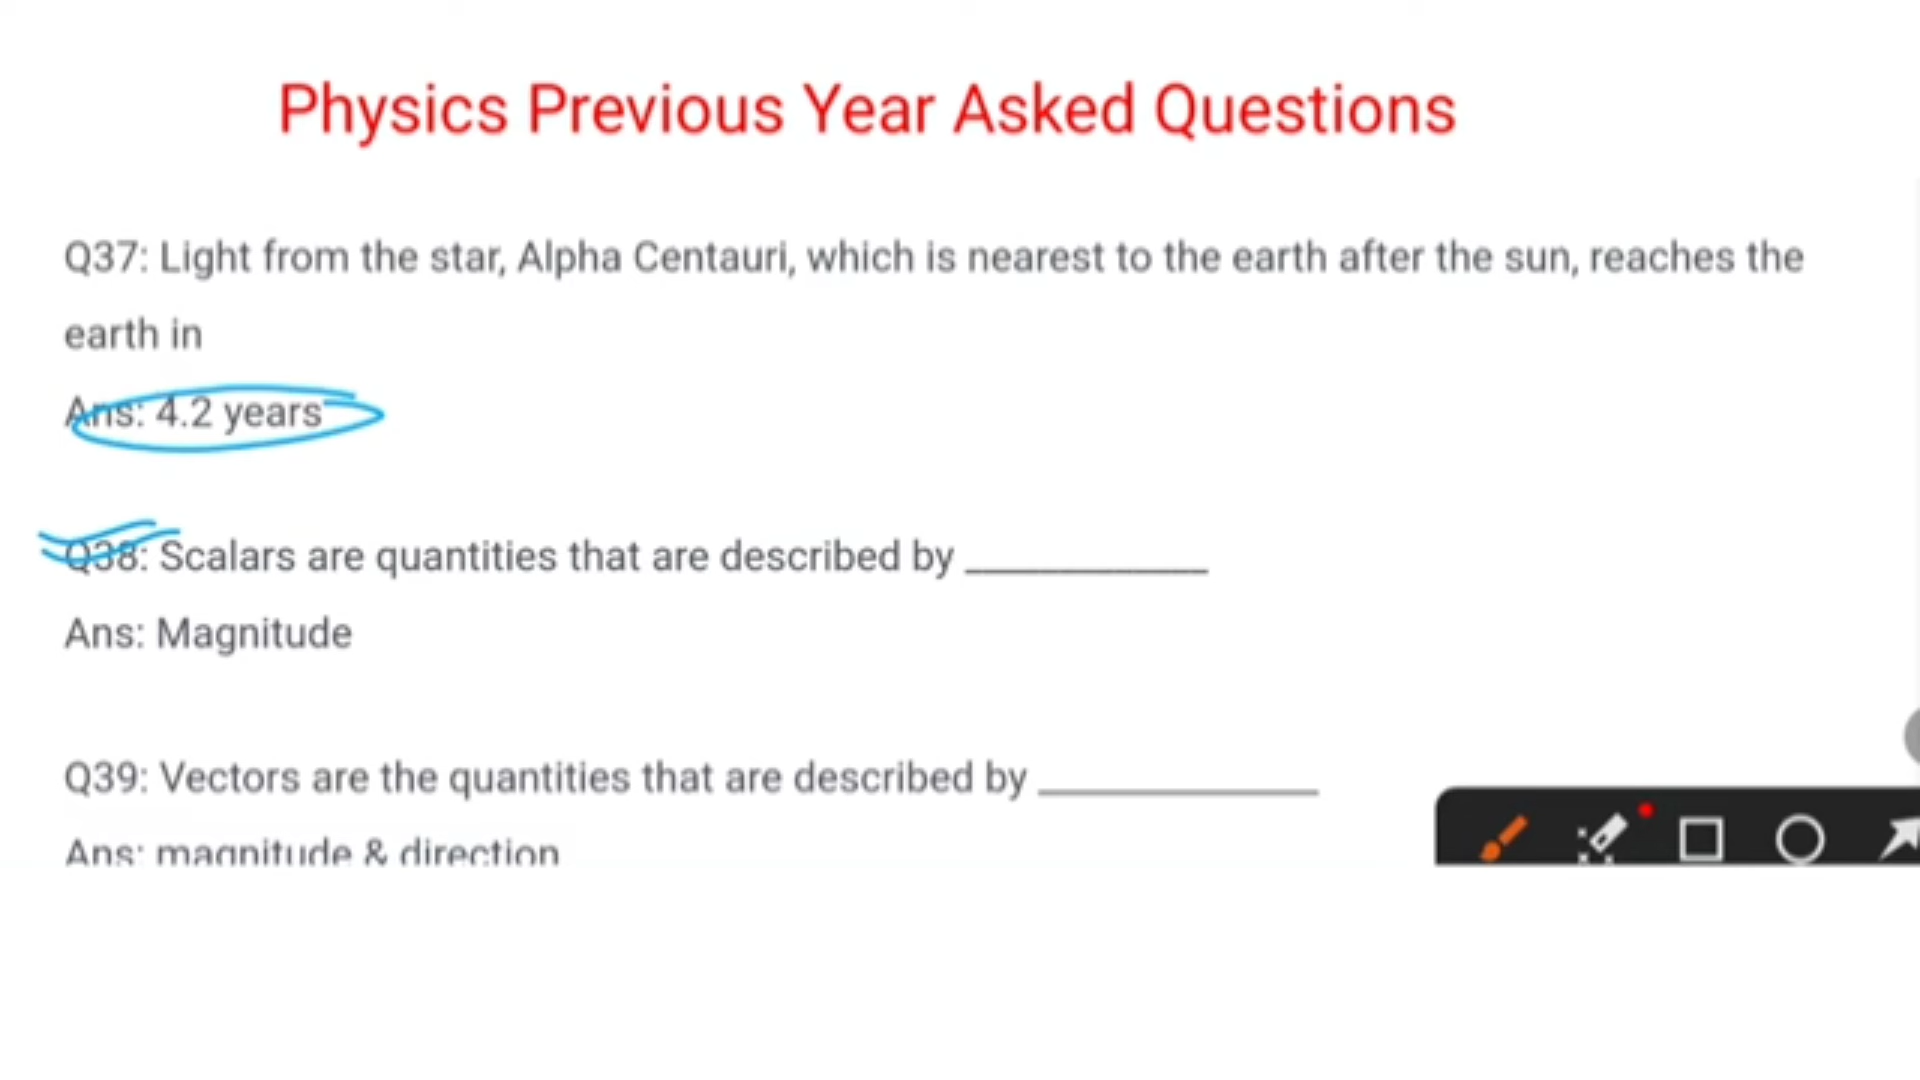 Physics Previous Year Asked Questions
Q37: Light from the star, Alpha Centauri, which is nearest to the earth after the sun, reaches the
earth in
Ans: 4.2 years
Q38: Scalars are quantities that are described by ____________
Ans: Magnitude
Q39: Vectors are the quantities that are described by ______________
Ans: magnitude & direction